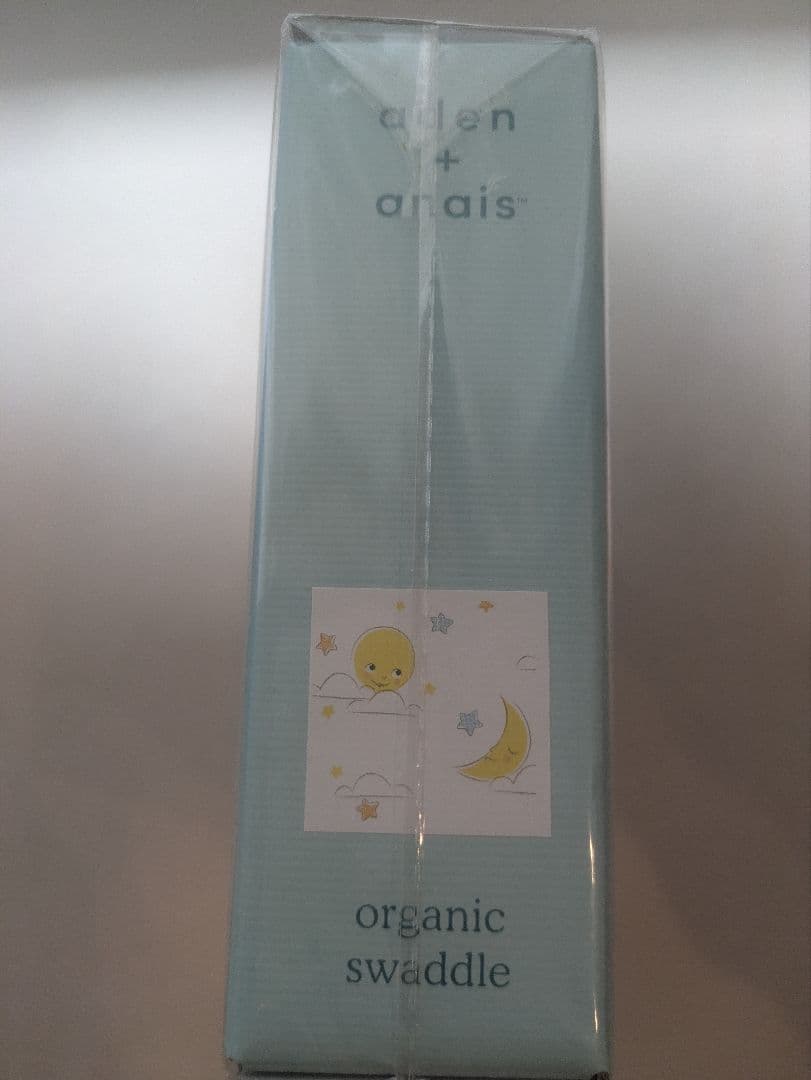 aden
+
anais™
organic
swaddle